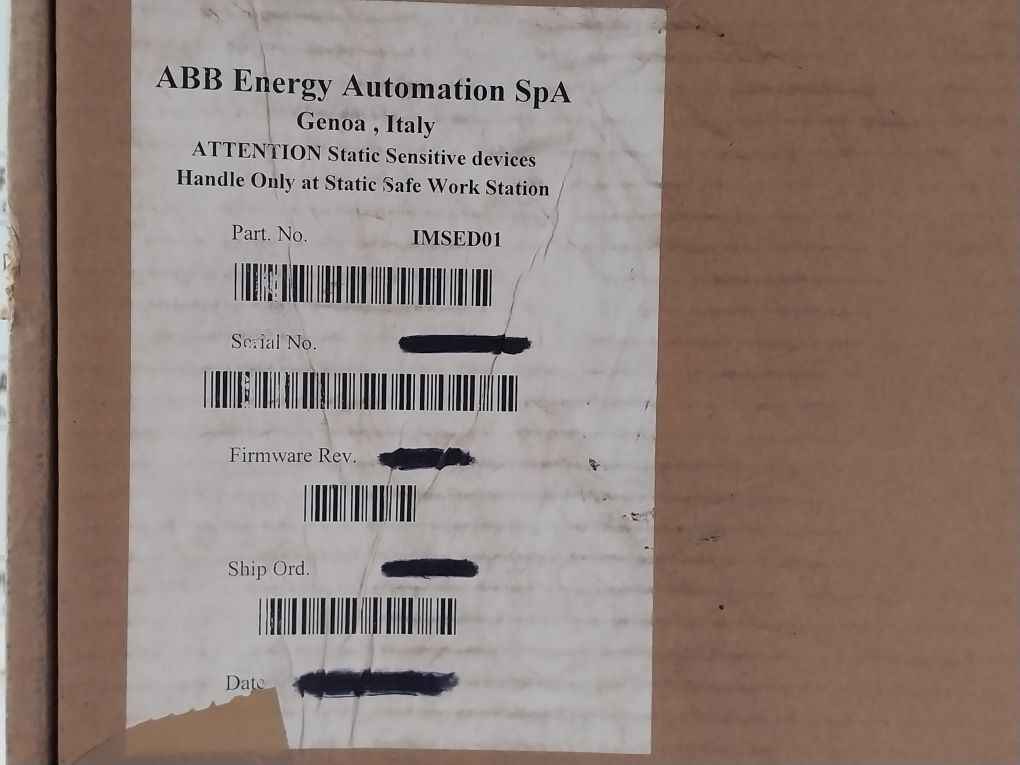 ABB Energy Automation SpA
Genoa , Italy
ATTENTION Static Sensitive devices
Handle Only at Static Safe Work Station
Part. No. IMSED01
Serial No.
Firmware Rev.
Ship Ord.
Date